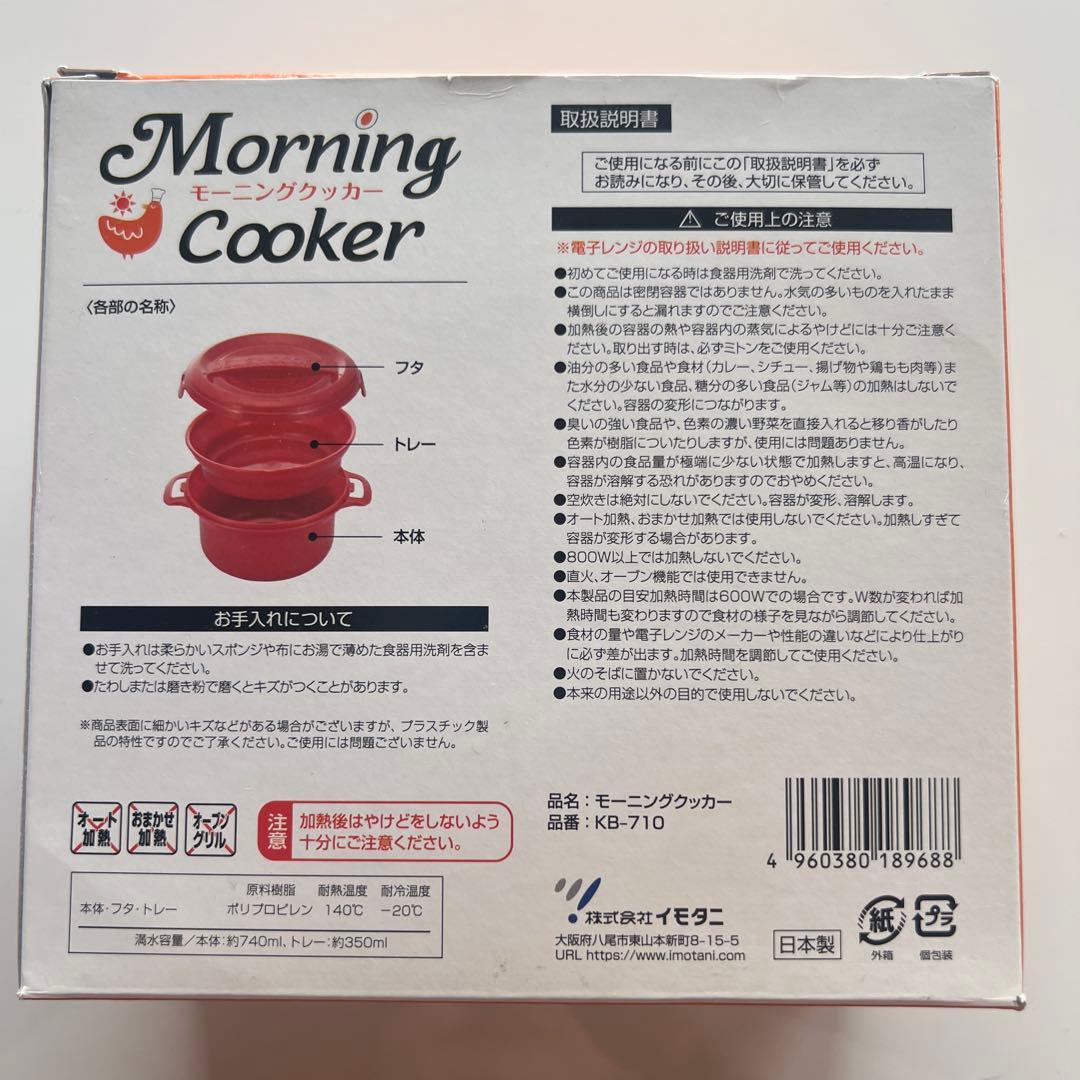 Morning
モーニングクッカー
Cooker
〈各部の名称〉
フタ
トレー
本体
お手入れについて
●お手入れは柔らかいスポンジや布にお湯で薄めた食器用洗剤を含ま
せて洗ってください。
●たわしまたは磨き粉で磨くとキズがつくことがあります。
※商品表面に細かいキズなどがある場合がございますが、プラスチック製
品の特性ですのでご了承ください。ご使用には問題ございません。
オート
加熱
おまかせ
加熱
オーブン
グリル
注意
加熱後はやけどをしないよう
十分にご注意ください。
原料樹脂 耐熱温度 耐冷温度
本体・フタ・トレー ポリプロピレン 140℃ −20℃
満水容量／本体：約740ml、トレー：約350ml
取扱説明書
ご使用になる前にこの「取扱説明書」を必ず
お読みになり、その後、大切に保管してください。
⚠ ご使用上の注意
※電子レンジの取り扱い説明書に従ってご使用ください。
●初めてご使用になる時は食器用洗剤で洗ってください。
●この商品は密閉容器ではありません。水気の多いものを入れたまま
横倒しにすると漏れますのでご注意ください。
●加熱後の容器の熱や容器内の蒸気によるやけどには十分ご注意く
ださい。取り出す時は、必ずミトンをご使用ください。
●油分の多い食品や食材（カレー、シチュー、揚げ物や鶏もも肉等）ま
た水分の少ない食品、糖分の多い食品（ジャム等）の加熱はしないで
ください。容器の変形につながります。
●臭いの強い食品や、色素の濃い野菜を直接入れると移り香がしたり
色素が樹脂についたりしますが、使用には問題ありません。
●容器内の食品量が極端に少ない状態で加熱しますと、高温になり、
容器が溶解する恐れがありますのでおやめください。
●空炊きは絶対にしないでください。容器が変形、溶解します。
●オート加熱、おまかせ加熱では使用しないでください。加熱しすぎて
容器が変形する場合があります。
●800W以上では加熱しないでください。
●直火、オーブン機能では使用できません。
●本製品の目安加熱時間は600Wでの場合です。W数が変われば加
熱時間も変わりますので食材の様子を見ながら調節してください。
●食材の量や電子レンジのメーカーや性能の違いなどにより仕上がり
に必ず差が出ます。加熱時間を調節してご使用ください。
●火のそばに置かないでください。
●本来の用途以外の目的で使用しないでください。
品名：モーニングクッカー
品番：KB-710
4 960380 189688
株式会社イモタニ
大阪府八尾市東山本新町8-15-5
URL https://www.imotani.com
日本製
紙
外箱
プラ
個包装